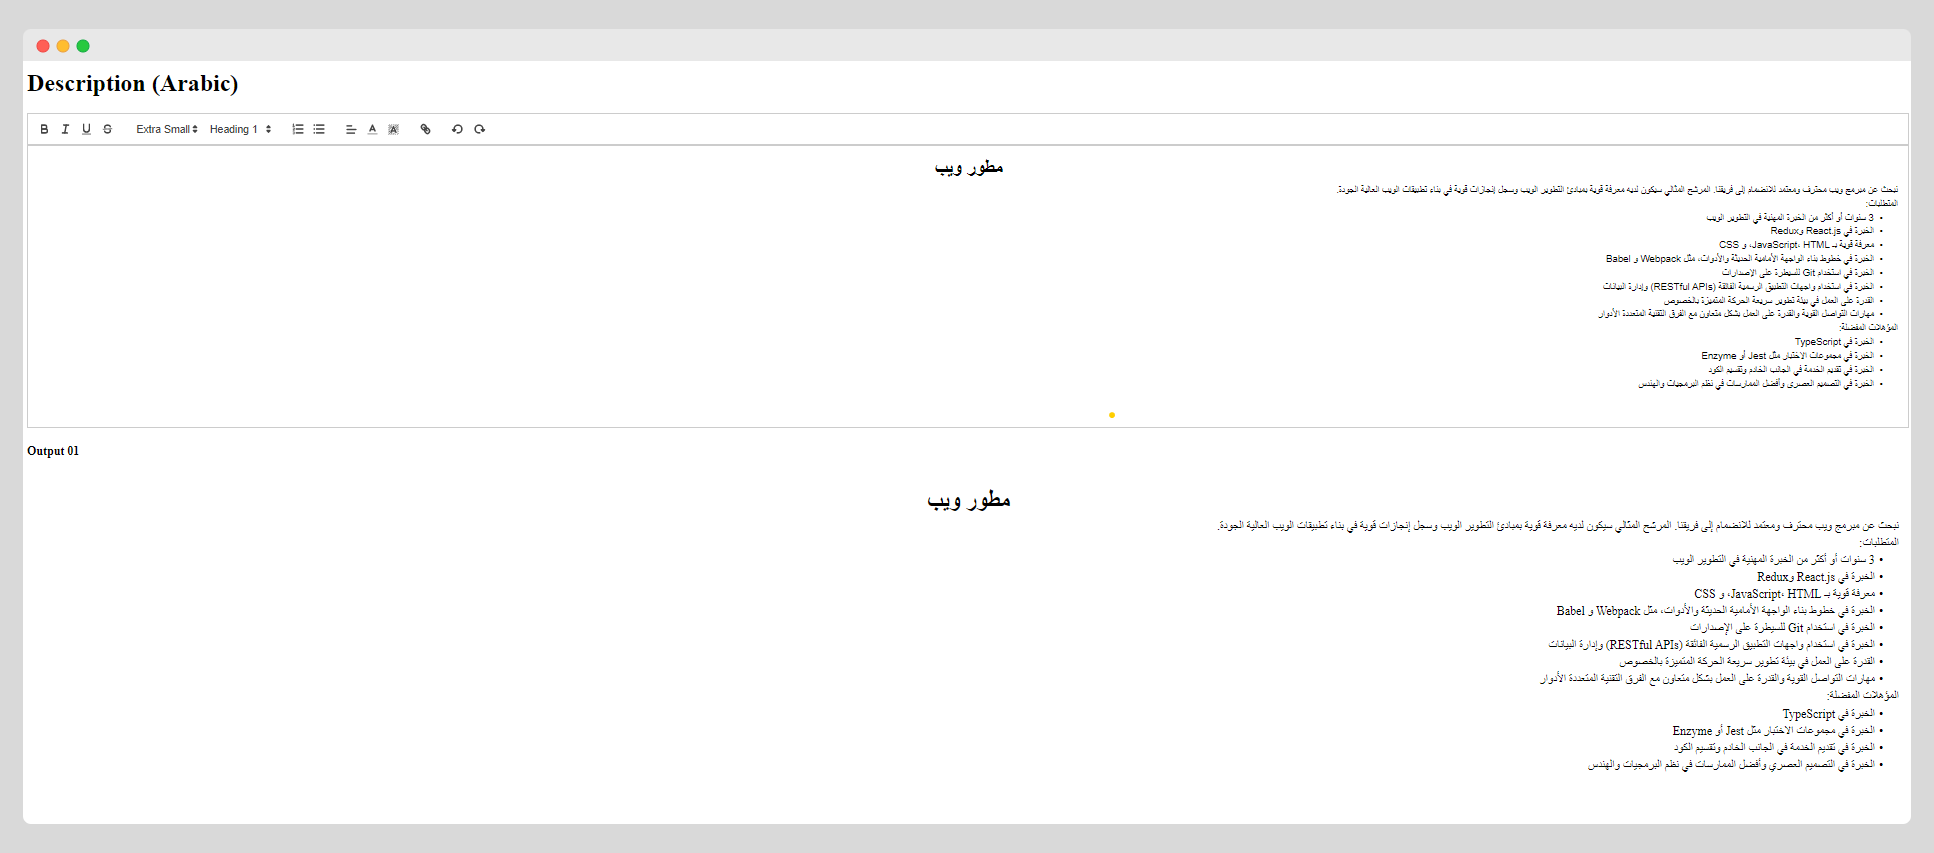 Description (Arabic)
B I U S Extra Small Heading 1 A A
مطور ويب
نبحث عن مبرمج ويب محترف ومعتمد للانضمام إلى فريقنا. المرشح المثالي سيكون لديه معرفة قوية بمبادئ التطوير الويب وسجل إنجازات قوية في بناء تطبيقات الويب العالية الجودة.
المتطلبات:
• 3 سنوات أو أكثر من الخبرة المهنية في التطوير الويب
• الخبرة في React.js وRedux
• معرفة قوية بـ JavaScript، HTML، و CSS
• الخبرة في خطوط بناء الواجهة الأمامية الحديثة والأدوات، مثل Webpack و Babel
• الخبرة في استخدام Git للسيطرة على الإصدارات
• الخبرة في استخدام واجهات التطبيق الرسمية الفائقة (RESTful APIs) وإدارة البيانات
• القدرة على العمل في بيئة تطوير سريعة الحركة المتميزة بالخصوص
• مهارات التواصل القوية والقدرة على العمل بشكل متعاون مع الفرق التقنية المتعددة الأدوار
المؤهلات المفضلة:
• الخبرة في TypeScript
• الخبرة في مجموعات الاختبار مثل Jest أو Enzyme
• الخبرة في تقديم الخدمة في الجانب الخادم وتقسيم الكود
• الخبرة في التصميم العصري وأفضل الممارسات في نظم البرمجيات والهندس
Output 01
مطور ويب
نبحث عن مبرمج ويب محترف ومعتمد للانضمام إلى فريقنا. المرشح المثالي سيكون لديه معرفة قوية بمبادئ التطوير الويب وسجل إنجازات قوية في بناء تطبيقات الويب العالية الجودة.
المتطلبات:
• 3 سنوات أو أكثر من الخبرة المهنية في التطوير الويب
• الخبرة في React.js وRedux
• معرفة قوية بـ JavaScript، HTML، و CSS
• الخبرة في خطوط بناء الواجهة الأمامية الحديثة والأدوات، مثل Webpack و Babel
• الخبرة في استخدام Git للسيطرة على الإصدارات
• الخبرة في استخدام واجهات التطبيق الرسمية الفائقة (RESTful APIs) وإدارة البيانات
• القدرة على العمل في بيئة تطوير سريعة الحركة المتميزة بالخصوص
• مهارات التواصل القوية والقدرة على العمل بشكل متعاون مع الفرق التقنية المتعددة الأدوار
المؤهلات المفضلة:
• الخبرة في TypeScript
• الخبرة في مجموعات الاختبار مثل Jest أو Enzyme
• الخبرة في تقديم الخدمة في الجانب الخادم وتقسيم الكود
• الخبرة في التصميم العصري وأفضل الممارسات في نظم البرمجيات والهندس